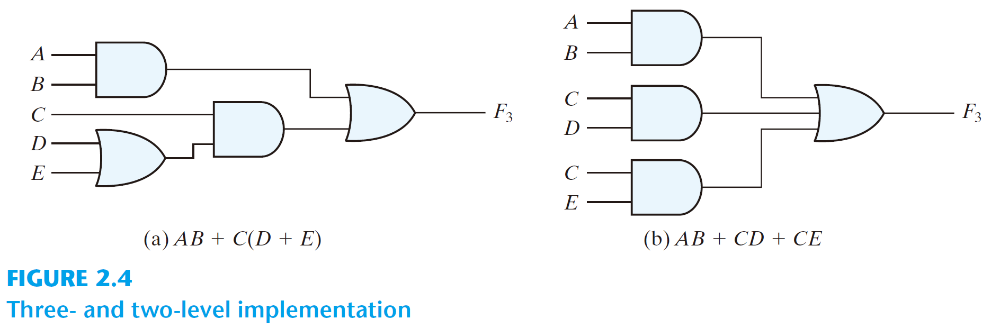 A
B
C
D
E
F3
(a) AB + C(D + E)
A
B
C
D
C
E
F3
(b) AB + CD + CE
FIGURE 2.4
Three- and two-level implementation